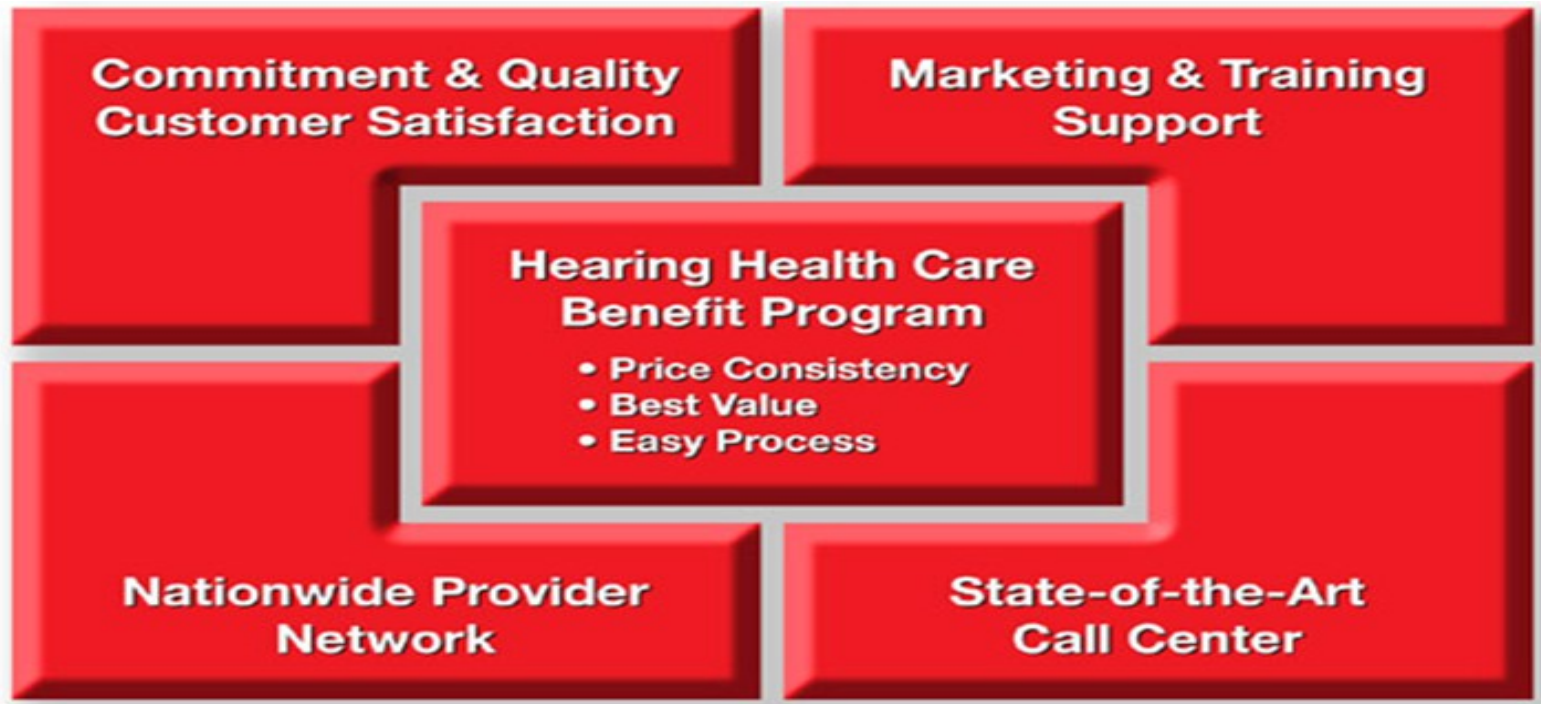 Commitment & Quality
Customer Satisfaction
Marketing & Training
Support
Hearing Health Care
Benefit Program
• Price Consistency
• Best Value
• Easy Process
Nationwide Provider
Network
State-of-the-Art
Call Center